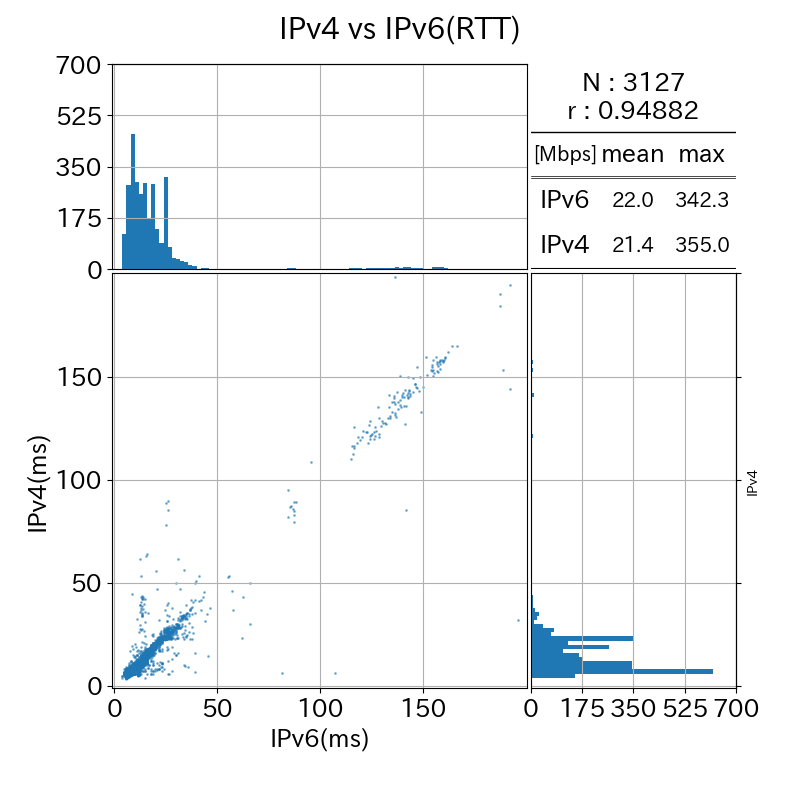 IPv4 vs IPv6(RTT)
700
525
350
175
0
N : 3127
r : 0.94882
[Mbps] mean max
IPv6 22.0 342.3
IPv4 21.4 355.0
150
100
50
0
IPv4(ms)
0 50 100 150
IPv6(ms)
IPv4
0 175 350 525 700